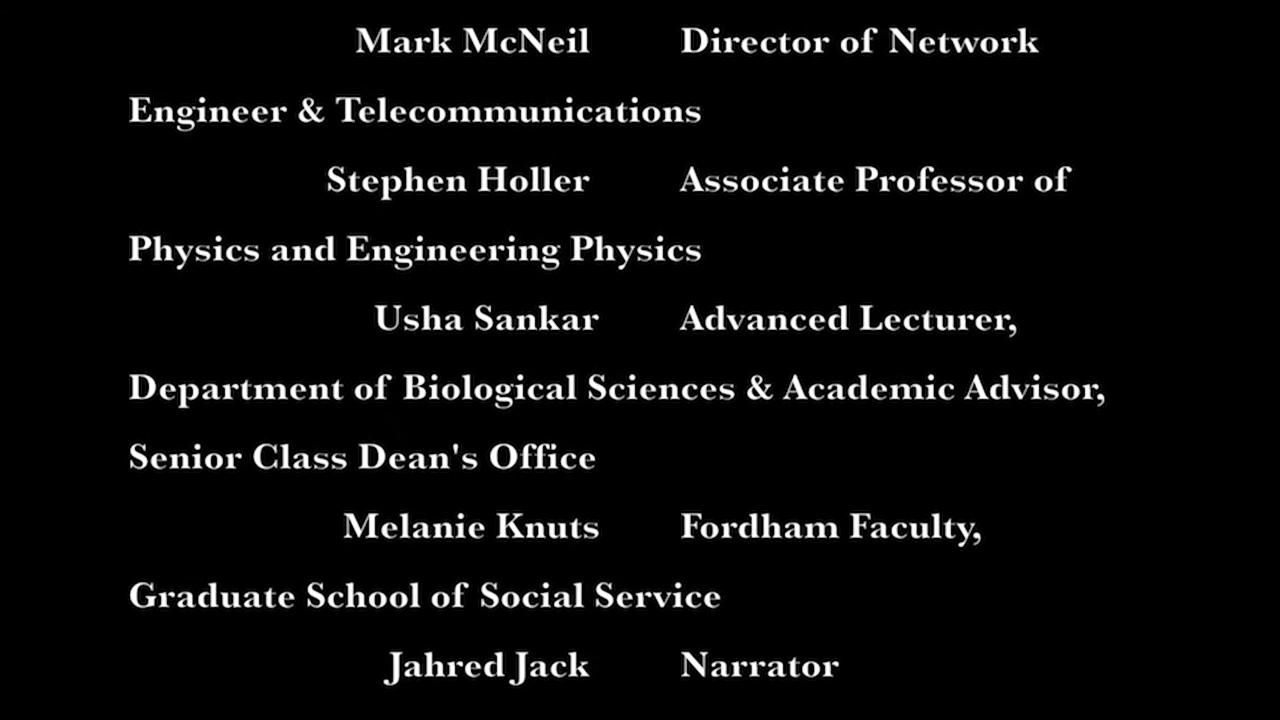 Mark McNeil Director of Network
Engineer & Telecommunications
Stephen Holler Associate Professor of
Physics and Engineering Physics
Usha Sankar Advanced Lecturer,
Department of Biological Sciences & Academic Advisor,
Senior Class Dean's Office
Melanie Knuts Fordham Faculty,
Graduate School of Social Service
Jahred Jack Narrator